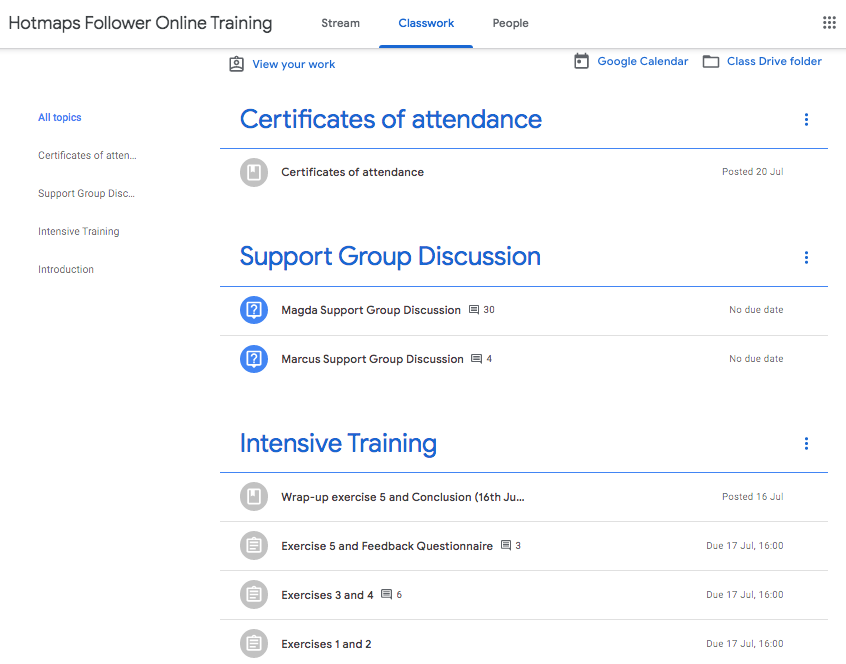 Hotmaps Follower Online Training
Stream
Classwork
People
View your work
Google Calendar
Class Drive folder
All topics
Certificates of atten...
Support Group Disc...
Intensive Training
Introduction
Certificates of attendance
Certificates of attendance Posted 20 Jul
Support Group Discussion
Magda Support Group Discussion 30 No due date
Marcus Support Group Discussion 4 No due date
Intensive Training
Wrap-up exercise 5 and Conclusion (16th Ju... Posted 16 Jul
Exercise 5 and Feedback Questionnaire 3 Due 17 Jul, 16:00
Exercises 3 and 4 6 Due 17 Jul, 16:00
Exercises 1 and 2 Due 17 Jul, 16:00